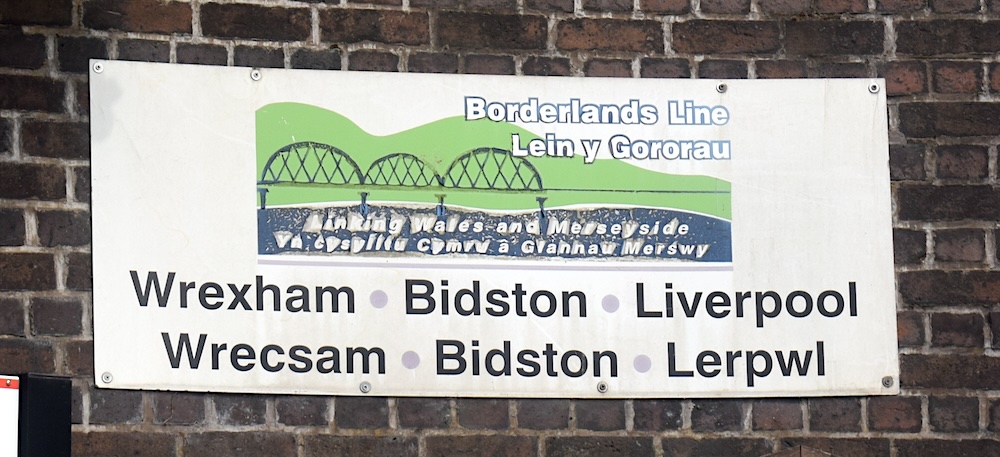 Borderlands Line
Lein y Gororau
Linking Wales and Merseyside
Yn cysylltu Cymru â Glannau Merswy
Wrexham • Bidston • Liverpool
Wrecsam • Bidston • Lerpwl